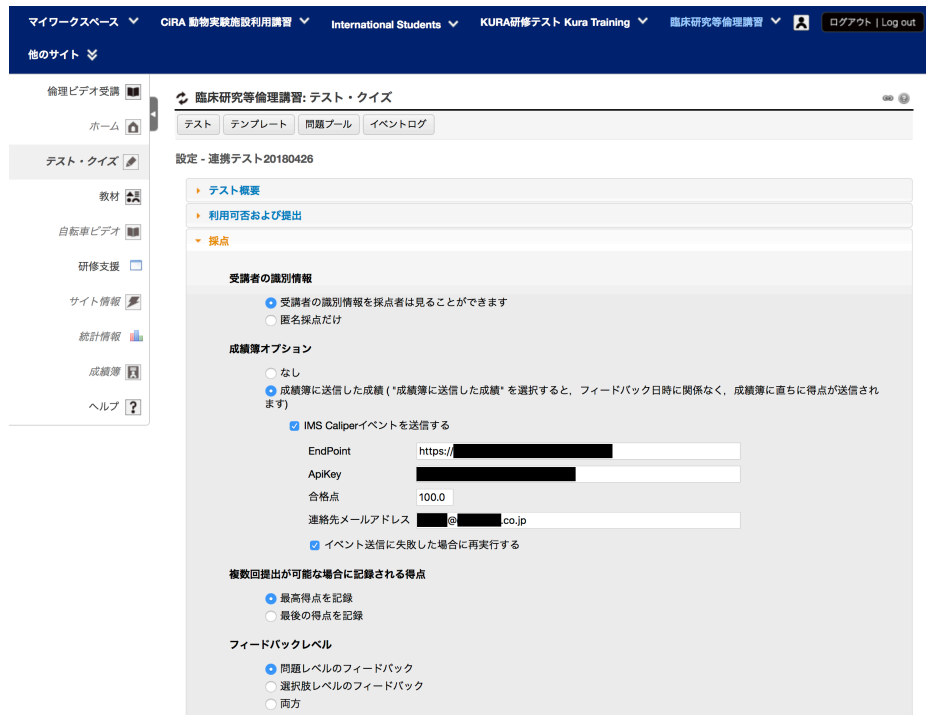 マイワークスペース CiRA 動物実験施設利用講習 International Students KURA研修テスト Kura Training 臨床研究等倫理講習 ログアウト | Log out
他のサイト
倫理ビデオ受講
ホーム
テスト・クイズ
教材
自転車ビデオ
研修支援
サイト情報
統計情報
成績簿
ヘルプ ?
臨床研究等倫理講習: テスト・クイズ ?
テスト テンプレート 問題プール イベントログ
設定 - 連携テスト20180426
テスト概要
利用可否および提出
採点
受講者の識別情報
受講者の識別情報を採点者は見ることができます
匿名採点だけ
成績簿オプション
なし
成績簿に送信した成績 ( "成績簿に送信した成績" を選択すると，フィードバック日時に関係なく，成績簿に直ちに得点が送信され
ます)
IMS Caliperイベントを送信する
EndPoint https://
ApiKey
合格点 100.0
連絡先メールアドレス @ .co.jp
イベント送信に失敗した場合に再実行する
複数回提出が可能な場合に記録される得点
最高得点を記録
最後の得点を記録
フィードバックレベル
問題レベルのフィードバック
選択肢レベルのフィードバック
両方